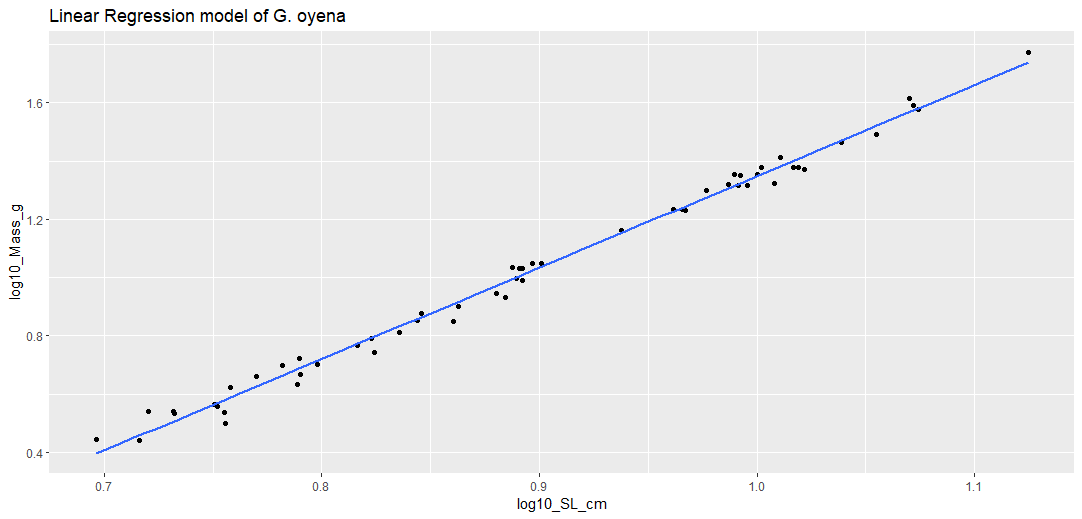 Linear Regression model of G. oyena
log10_Mass_g
1.6
1.2
0.8
0.4
0.7 0.8 0.9 1.0 1.1
log10_SL_cm